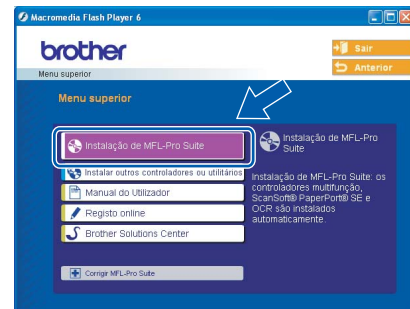 Macromedia Flash Player 6
brother
Sair
Anterior
Menu superior
Menu superior
Instalação de MFL-Pro Suite
Instalar outros controladores ou utilitários
Manual do Utilizador
Registo online
Brother Solutions Center
Corrigir MFL-Pro Suite
Instalação de MFL-Pro
Suite
Instalação de MFL-Pro Suite: os
controladores multifunção,
ScanSoft® PaperPort® SE e
OCR são instalados
automaticamente.